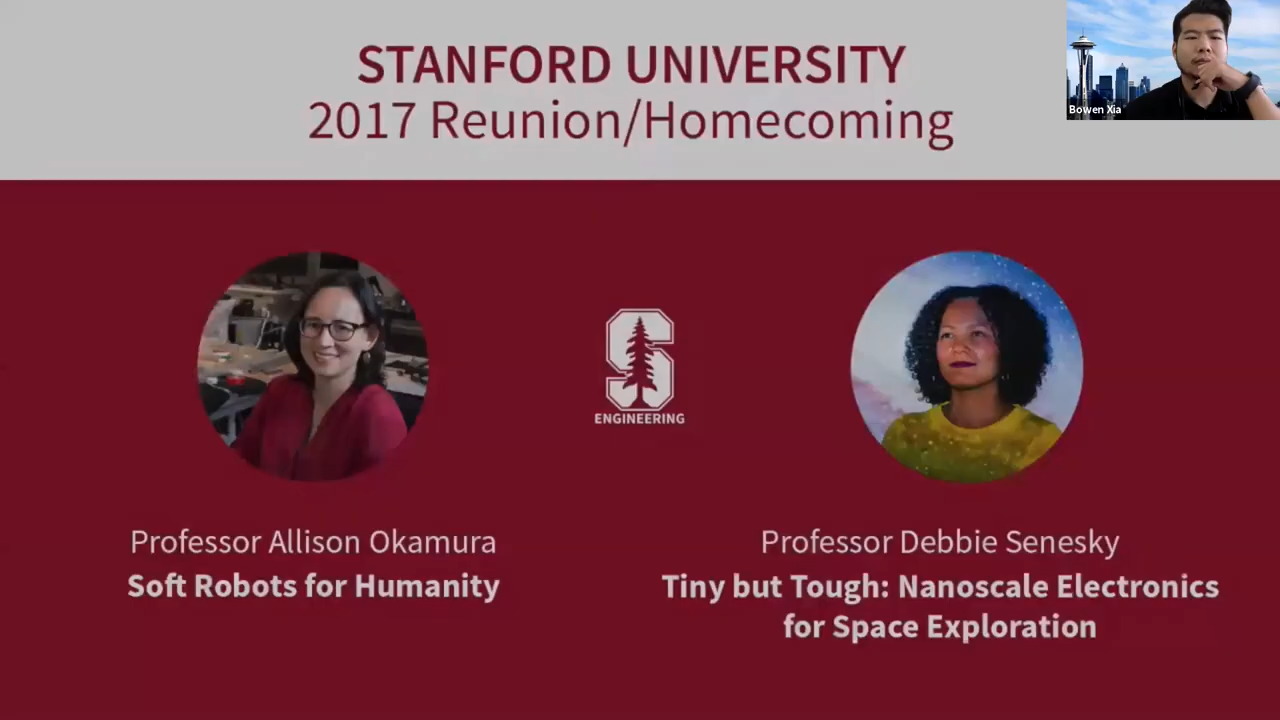 STANFORD UNIVERSITY
2017 Reunion/Homecoming
Bowen Xia
ENGINEERING
Professor Allison Okamura
Soft Robots for Humanity
Professor Debbie Senesky
Tiny but Tough: Nanoscale Electronics
for Space Exploration